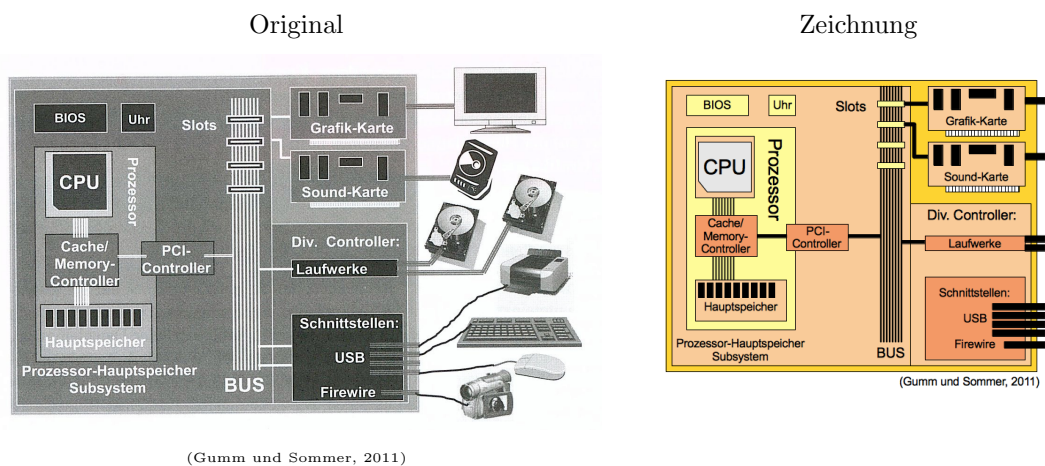 Original
BIOS
Uhr
Slots
Grafik-Karte
CPU
Prozessor
Sound-Karte
Cache/
Memory-
Controller
PCI-
Controller
Div. Controller:
Laufwerke
Hauptspeicher
Schnittstellen:
USB
Firewire
Prozessor-Hauptspeicher
Subsystem
BUS
(Gumm und Sommer, 2011)
Zeichnung
BIOS
Uhr
Slots
Grafik-Karte
CPU
Prozessor
Sound-Karte
Cache/
Memory-
Controller
PCI-
Controller
Div. Controller:
Laufwerke
Hauptspeicher
Schnittstellen:
USB
Firewire
Prozessor-Hauptspeicher
Subsystem
BUS
(Gumm und Sommer, 2011)